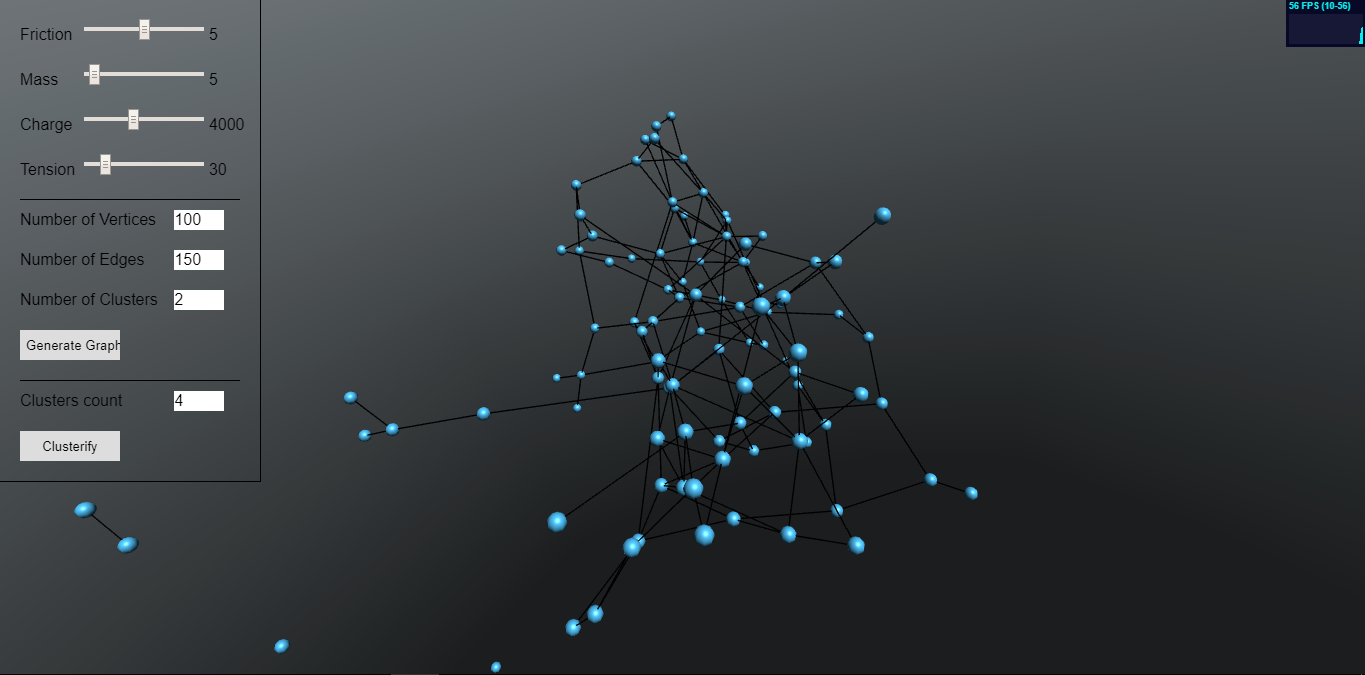 56 FPS (10-56)
Friction 5
Mass 5
Charge 4000
Tension 30
Number of Vertices 100
Number of Edges 150
Number of Clusters 2
Generate Graph
Clusters count 4
Clusterify